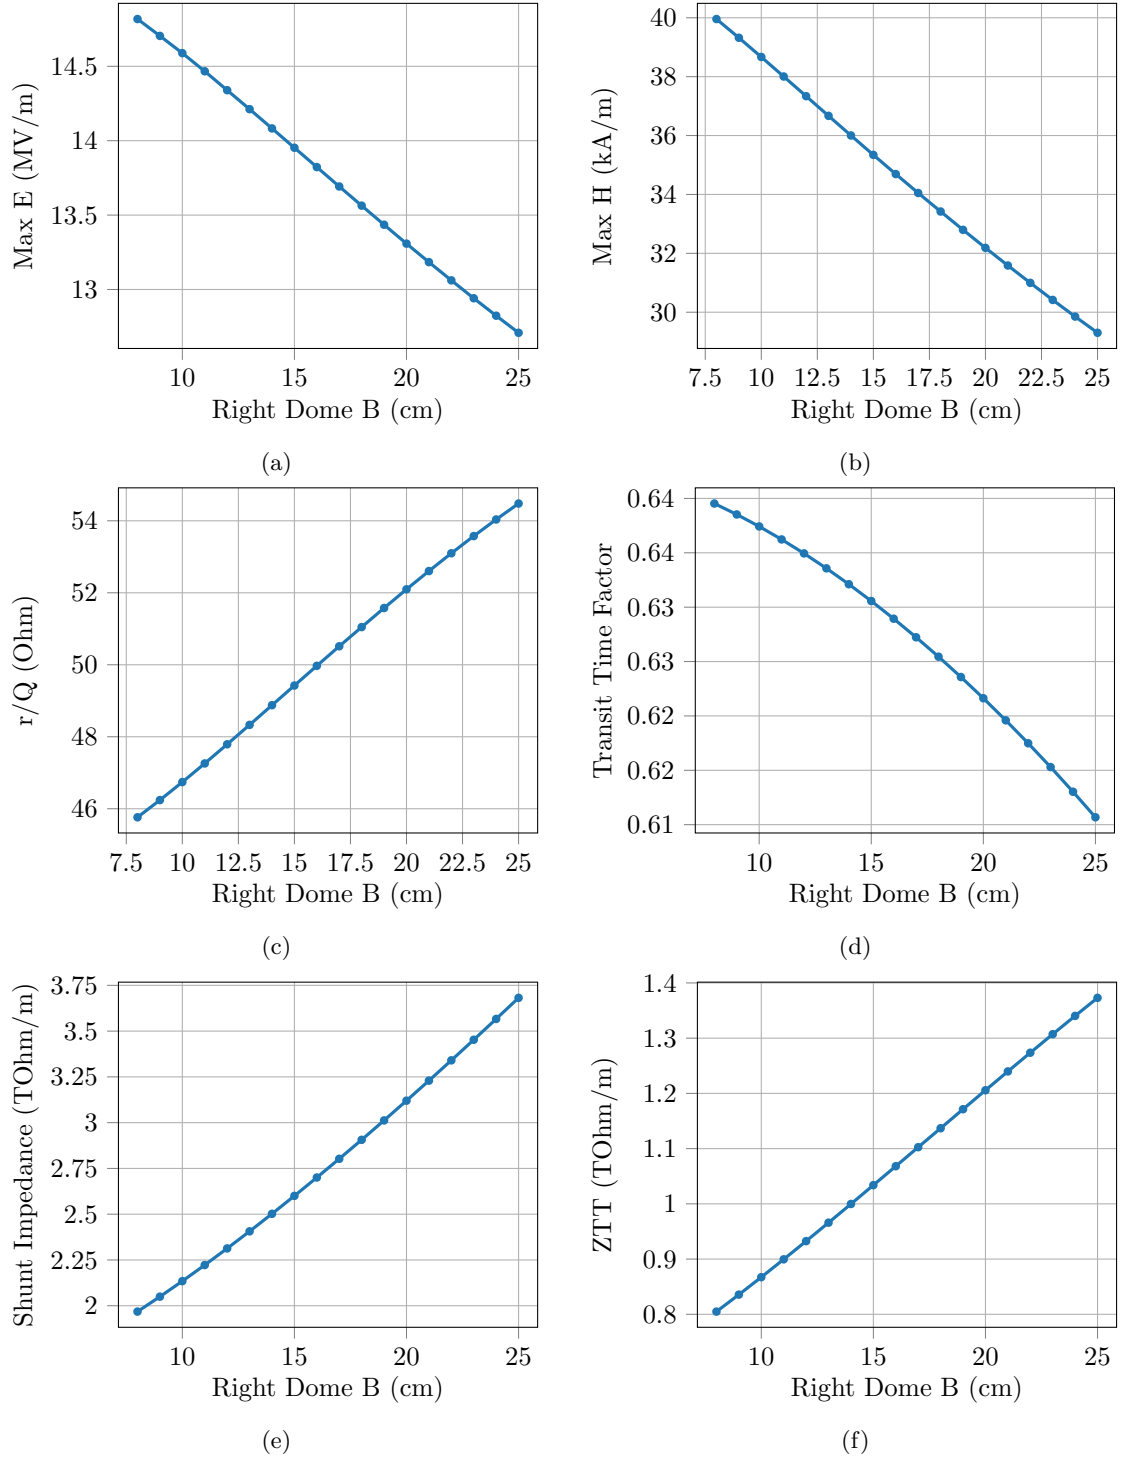 14.5
14
13.5
13
Max E (MV/m)
10 15 20 25
Right Dome B (cm)
(a)
40
38
36
34
32
30
Max H (kA/m)
7.5 10 12.5 15 17.5 20 22.5 25
Right Dome B (cm)
(b)
54
52
50
48
46
r/Q (Ohm)
7.5 10 12.5 15 17.5 20 22.5 25
Right Dome B (cm)
(c)
0.64
0.64
0.63
0.63
0.62
0.62
0.61
Transit Time Factor
10 15 20 25
Right Dome B (cm)
(d)
3.75
3.5
3.25
3
2.75
2.5
2.25
2
Shunt Impedance (TOhm/m)
10 15 20 25
Right Dome B (cm)
(e)
1.4
1.3
1.2
1.1
1
0.9
0.8
ZTT (TOhm/m)
10 15 20 25
Right Dome B (cm)
(f)